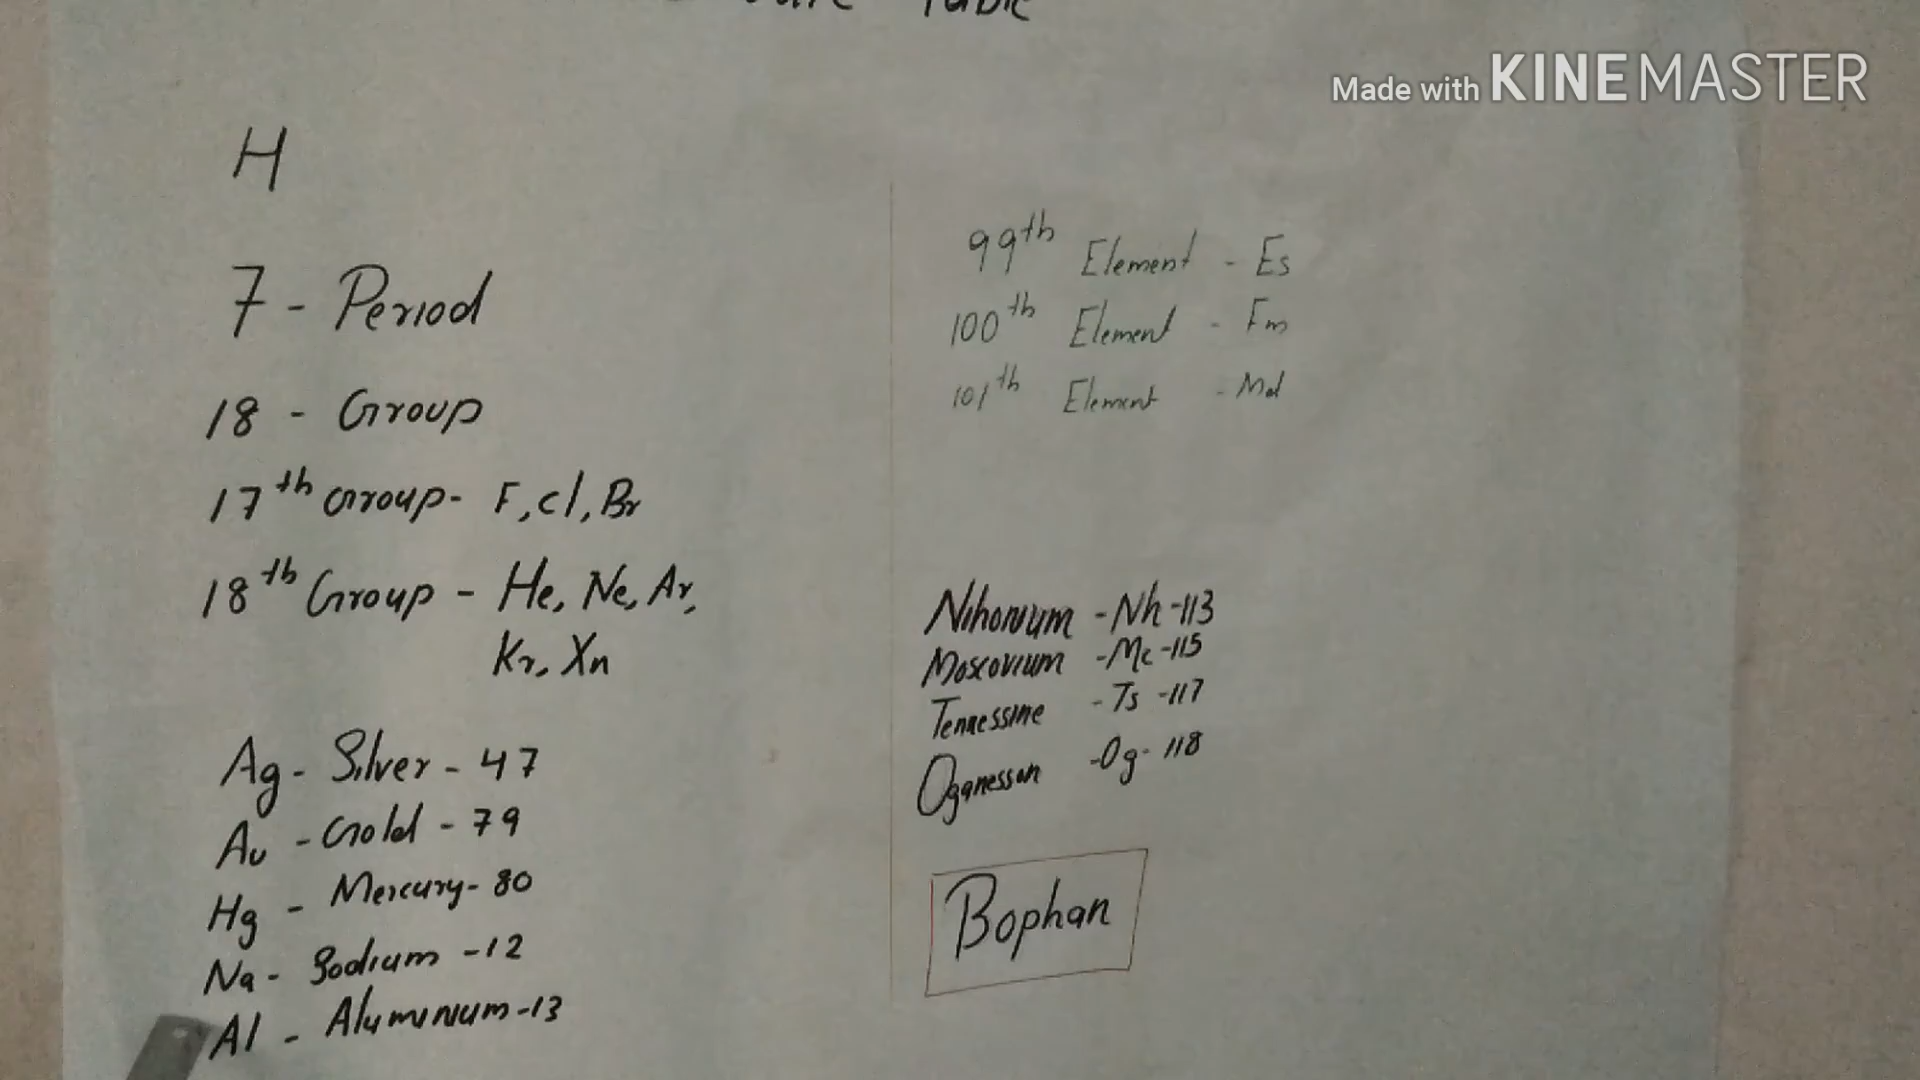 Table
Made with KINEMASTER
H
7 - Period
18 - Group
17th Group- F, Cl, Br
18th Group - He, Ne, Ar,
Kr, Xn
Ag - Silver - 47
Au - Gold - 79
Hg - Mercury - 80
Na - Sodium - 12
Al - Aluminium - 13
99th Element - Es
100th Element - Fm
101th Element - Md
Nihonium - Nh - 113
Moscovium - Mc - 115
Tennessine - Ts - 117
Oganesson - Og - 118
Bophan